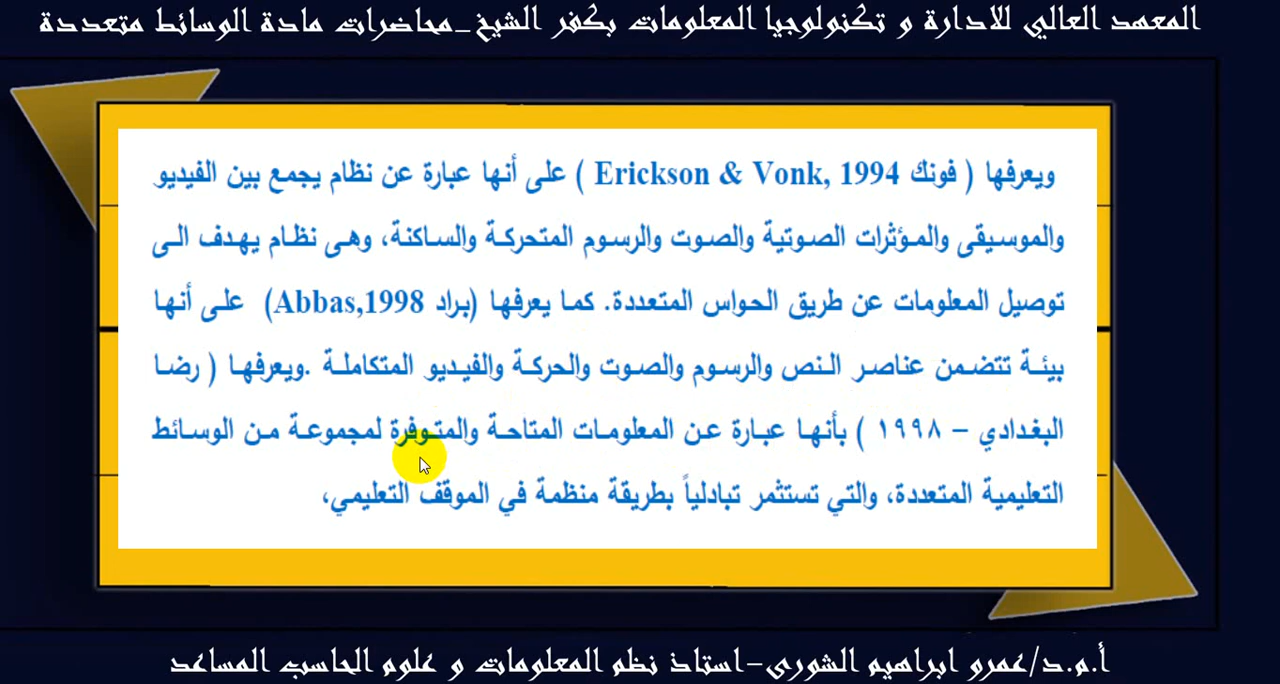 المعهد العالي للادارة و تكنولوجيا المعلومات بكفر الشيخ_محاضرات مادة الوسائط متعددة
ويعرفها ( فونك Erickson & Vonk, 1994 ) على أنها عبارة عن نظام يجمع بين الفيديو
والموسيقى والمؤثرات الصوتية والصوت والرسوم المتحركة والساكنة، وهى نظام يهدف الى
توصيل المعلومات عن طريق الحواس المتعددة. كما يعرفها (براد Abbas,1998) على أنها
بيئة تتضمن عناصر النص والرسوم والصوت والحركة والفيديو المتكاملة .ويعرفها ( رضا
البغدادي – ١٩٩٨ ) بأنها عبارة عن المعلومات المتاحة والمتوفرة لمجموعة من الوسائط
التعليمية المتعددة، والتي تستثمر تبادلياً بطريقة منظمة في الموقف التعليمي،
أ.م.د/عمرو ابراهيم الشورى-استاذ نظم المعلومات و علوم الحاسب المساعد